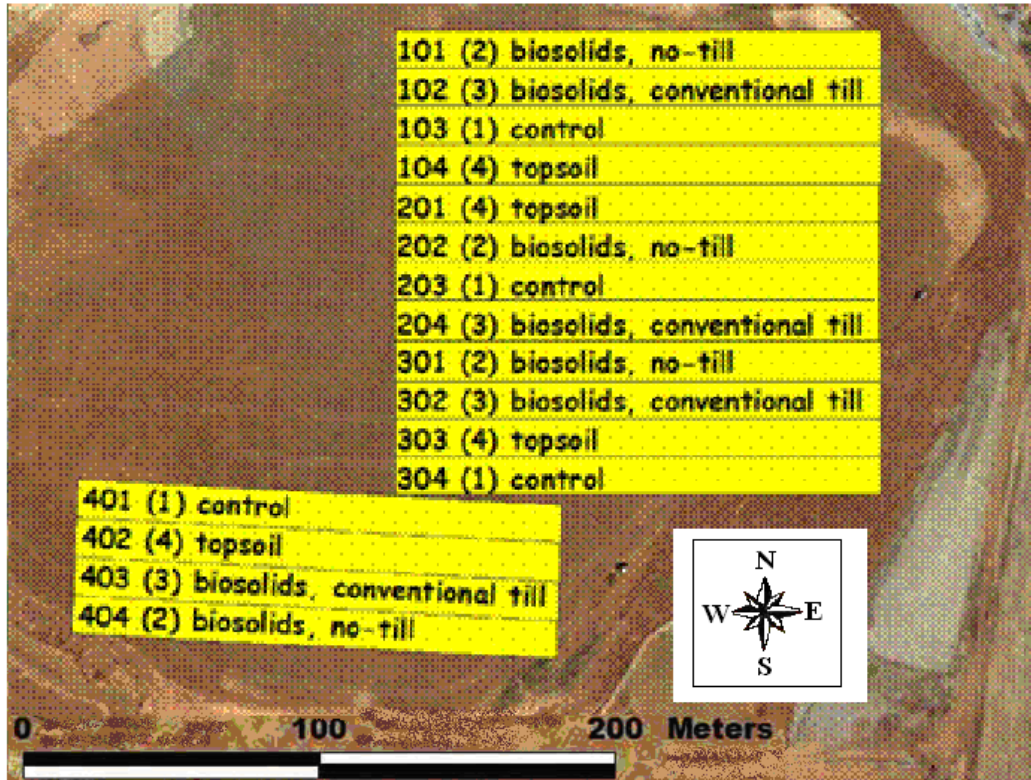 101 (2) biosolids, no-till
102 (3) biosolids, conventional till
103 (1) control
104 (4) topsoil
201 (4) topsoil
202 (2) biosolids, no-till
203 (1) control
204 (3) biosolids, conventional till
301 (2) biosolids, no-till
302 (3) biosolids, conventional till
303 (4) topsoil
304 (1) control
401 (1) control
402 (4) topsoil
403 (3) biosolids, conventional till
404 (2) biosolids, no-till
N
W E
S
0 100 200 Meters